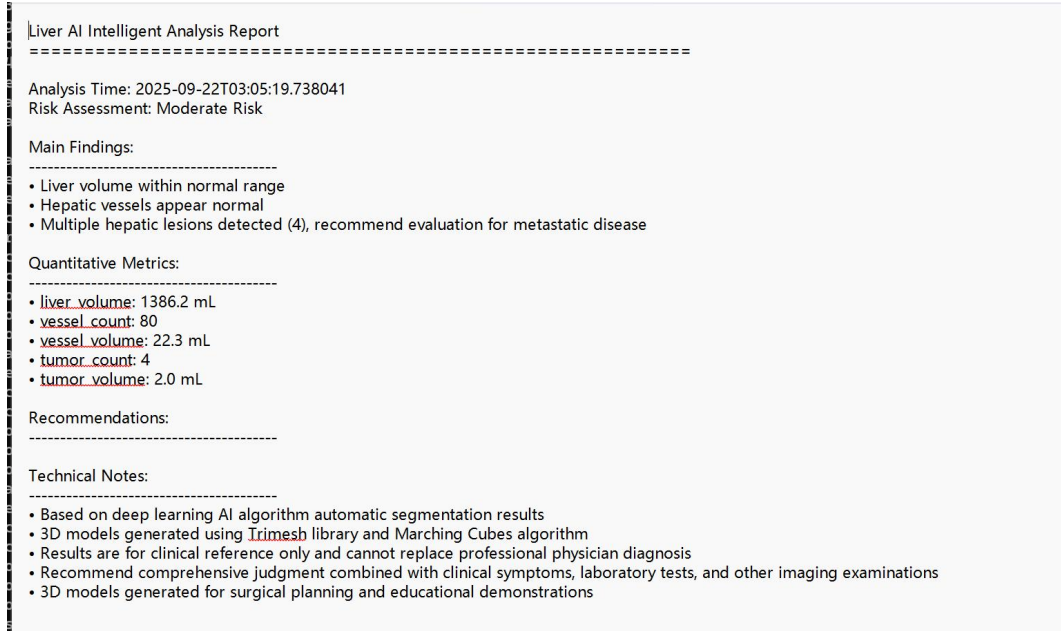 Liver AI Intelligent Analysis Report
============================================================
Analysis Time: 2025-09-22T03:05:19.738041
Risk Assessment: Moderate Risk
Main Findings:
----------------------------------------
• Liver volume within normal range
• Hepatic vessels appear normal
• Multiple hepatic lesions detected (4), recommend evaluation for metastatic disease
Quantitative Metrics:
----------------------------------------
• liver_volume: 1386.2 mL
• vessel_count: 80
• vessel_volume: 22.3 mL
• tumor_count: 4
• tumor_volume: 2.0 mL
Recommendations:
----------------------------------------
Technical Notes:
----------------------------------------
• Based on deep learning AI algorithm automatic segmentation results
• 3D models generated using Trimesh library and Marching Cubes algorithm
• Results are for clinical reference only and cannot replace professional physician diagnosis
• Recommend comprehensive judgment combined with clinical symptoms, laboratory tests, and other imaging examinations
• 3D models generated for surgical planning and educational demonstrations